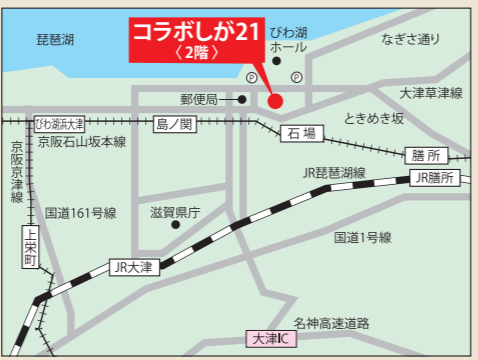 琵琶湖
コラボしが21
〈2階〉
びわ湖
ホール
なぎさ通り
P
P
郵便局
大津草津線
びわ湖浜大津
島ノ関
石場
ときめき坂
京阪石山坂本線
膳所
京阪京津線
JR琵琶湖線
JR膳所
国道161号線
滋賀県庁
上栄町
国道1号線
JR大津
名神高速道路
大津IC